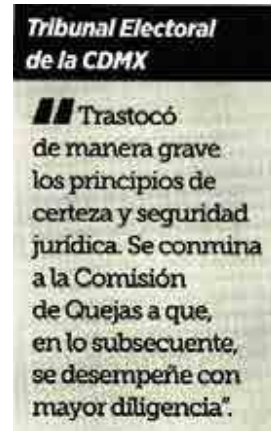 Tribunal Electoral
de la CDMX
"Trastocó
de manera grave
los principios de
certeza y seguridad
jurídica. Se conmina
a la Comisión
de Quejas a que,
en lo subsecuente,
se desempeñe con
mayor diligencia".